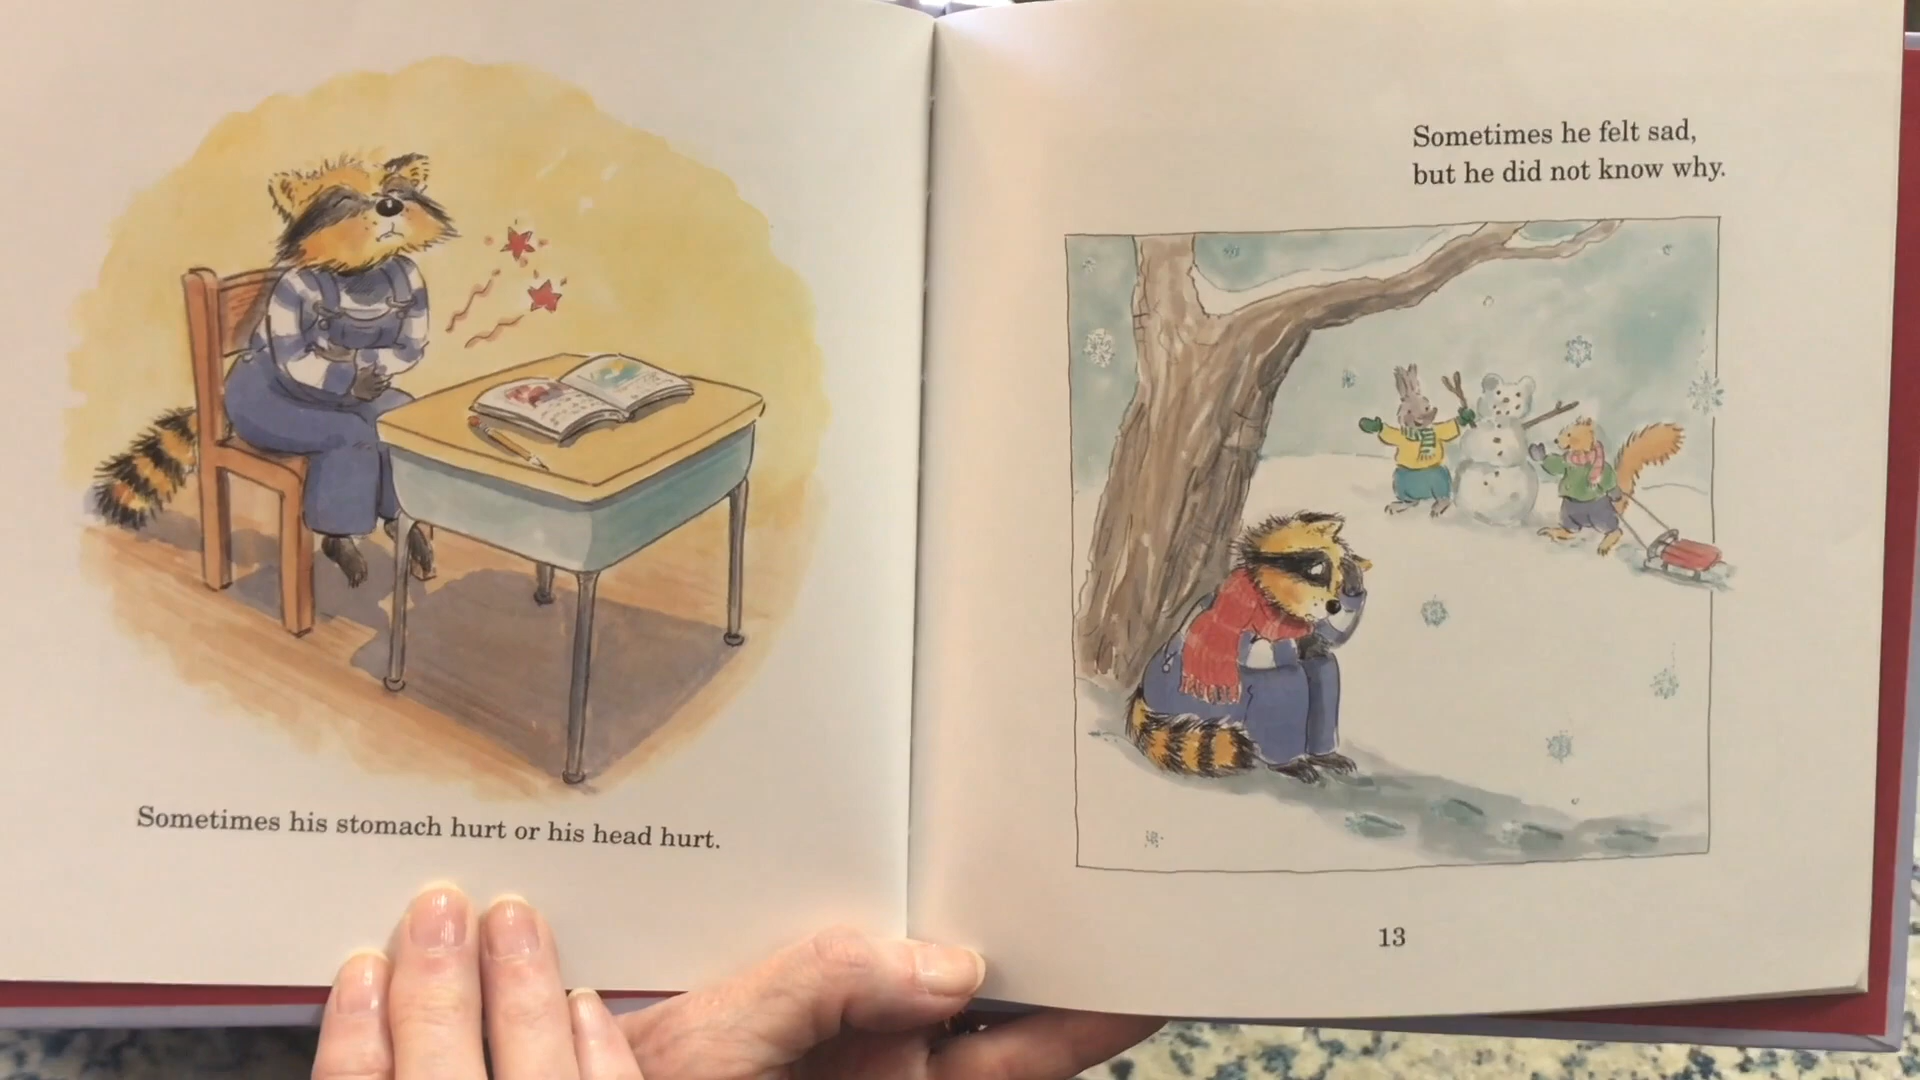 Sometimes his stomach hurt or his head hurt.
Sometimes he felt sad,
but he did not know why.
13